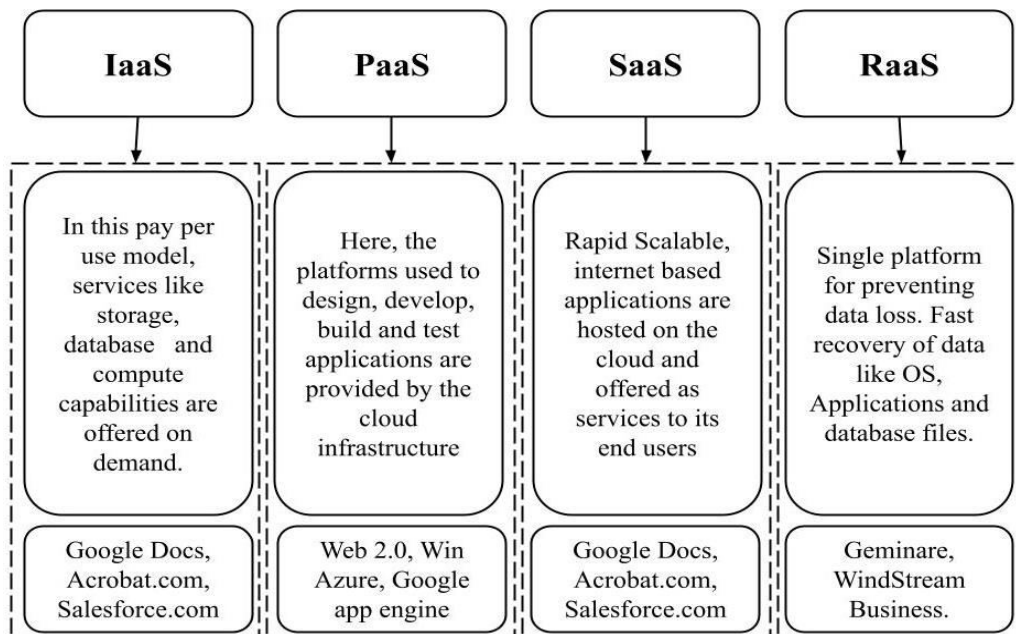 IaaS
PaaS
SaaS
RaaS
In this pay per
use model,
services like
storage,
database and
compute
capabilities are
offered on
demand.
Here, the
platforms used to
design, develop,
build and test
applications are
provided by the
cloud
infrastructure
Rapid Scalable,
internet based
applications are
hosted on the
cloud and
offered as
services to its
end users
Single platform
for preventing
data loss. Fast
recovery of data
like OS,
Applications and
database files.
Google Docs,
Acrobat.com,
Salesforce.com
Web 2.0, Win
Azure, Google
app engine
Google Docs,
Acrobat.com,
Salesforce.com
Geminare,
WindStream
Business.